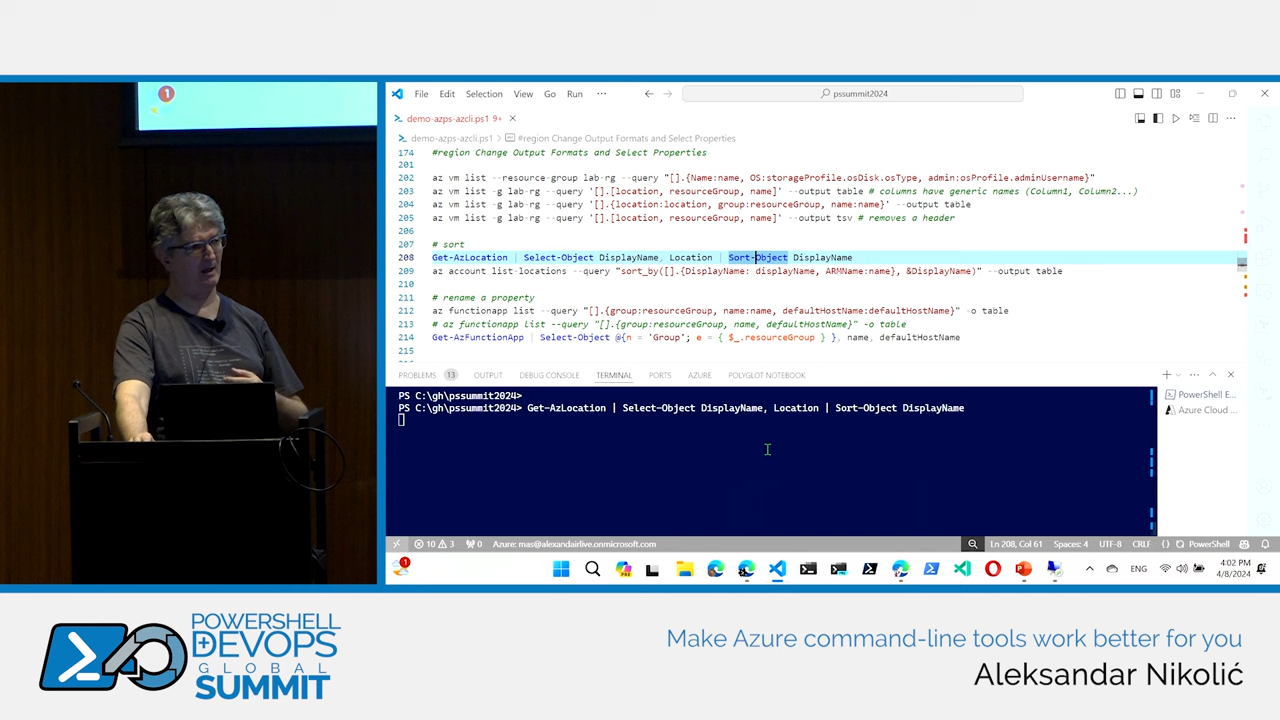 1
File Edit Selection View Go Run ··· pssummit2024
demo-azps-azcli.ps1 9+
demo-azps-azcli.ps1 > #region Change Output Formats and Select Properties
174 #region Change Output Formats and Select Properties
201
202 az vm list --resource-group lab-rg --query "[].{Name:name, OS:storageProfile.osDisk.osType, admin:osProfile.adminUsername}"
203 az vm list -g lab-rg --query '[].[location, resourceGroup, name]' --output table # columns have generic names (Column1, Column2...)
204 az vm list -g lab-rg --query '[].{location:location, group:resourceGroup, name:name}' --output table
205 az vm list -g lab-rg --query '[].[location, resourceGroup, name]' --output tsv # removes a header
206
207 # sort
208 Get-AzLocation | Select-Object DisplayName, Location | Sort-Object DisplayName
209 az account list-locations --query "sort_by([].{DisplayName: displayName, ARMName:name}, &DisplayName)" --output table
210
211 # rename a property
212 az functionapp list --query "[].{group:resourceGroup, name:name, defaultHostName:defaultHostName}" -o table
213 # az functionapp list --query "[].{group:resourceGroup, name, defaultHostName}" -o table
214 Get-AzFunctionApp | Select-Object @{n = 'Group'; e = { $_.resourceGroup } }, name, defaultHostName
215
PROBLEMS 13 OUTPUT DEBUG CONSOLE TERMINAL PORTS AZURE POLYGLOT NOTEBOOK
PS C:\gh\pssummit2024>
PS C:\gh\pssummit2024> Get-AzLocation | Select-Object DisplayName, Location | Sort-Object DisplayName
PowerShell E...
Azure Cloud ...
10 3 0 Azure: mas@alexandairlive.onmicrosoft.com Ln 208, Col 61 Spaces: 4 UTF-8 CRLF { } PowerShell
1 ENG 4:02 PM
4/8/2024
POWERSHELL
+DEVOPS
GLOBAL
SUMMIT
Make Azure command-line tools work better for you
Aleksandar Nikolić